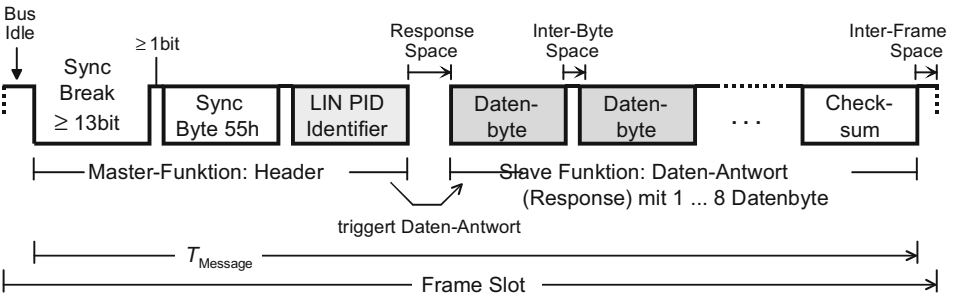 Bus
Idle
≥ 1bit
Response
Space
Inter-Byte
Space
Inter-Frame
Space
Sync
Break
≥ 13bit
Sync
Byte 55h
LIN PID
Identifier
Daten-
byte
Daten-
byte
. . .
Check-
sum
Master-Funktion: Header
Slave Funktion: Daten-Antwort
(Response) mit 1 ... 8 Datenbyte
triggert Daten-Antwort
T Message
Frame Slot